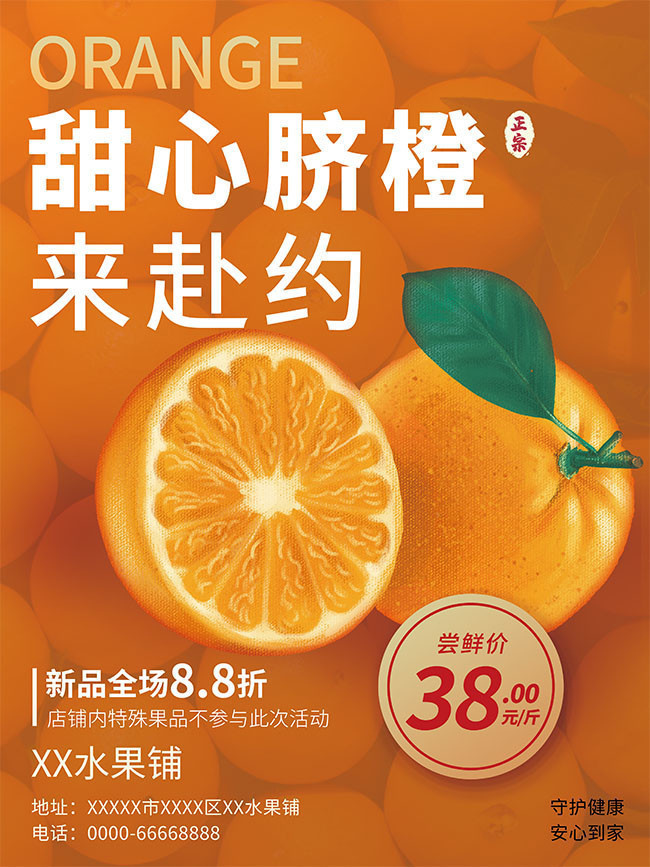 ORANGE
甜心脐橙
正宗
来赴约
尝鲜价
38.00
元/斤
新品全场8.8折
店铺内特殊果品不参与此次活动
XX水果铺
地址：XXXXX市XXXX区XX水果铺
电话：0000-66668888
守护健康
安心到家